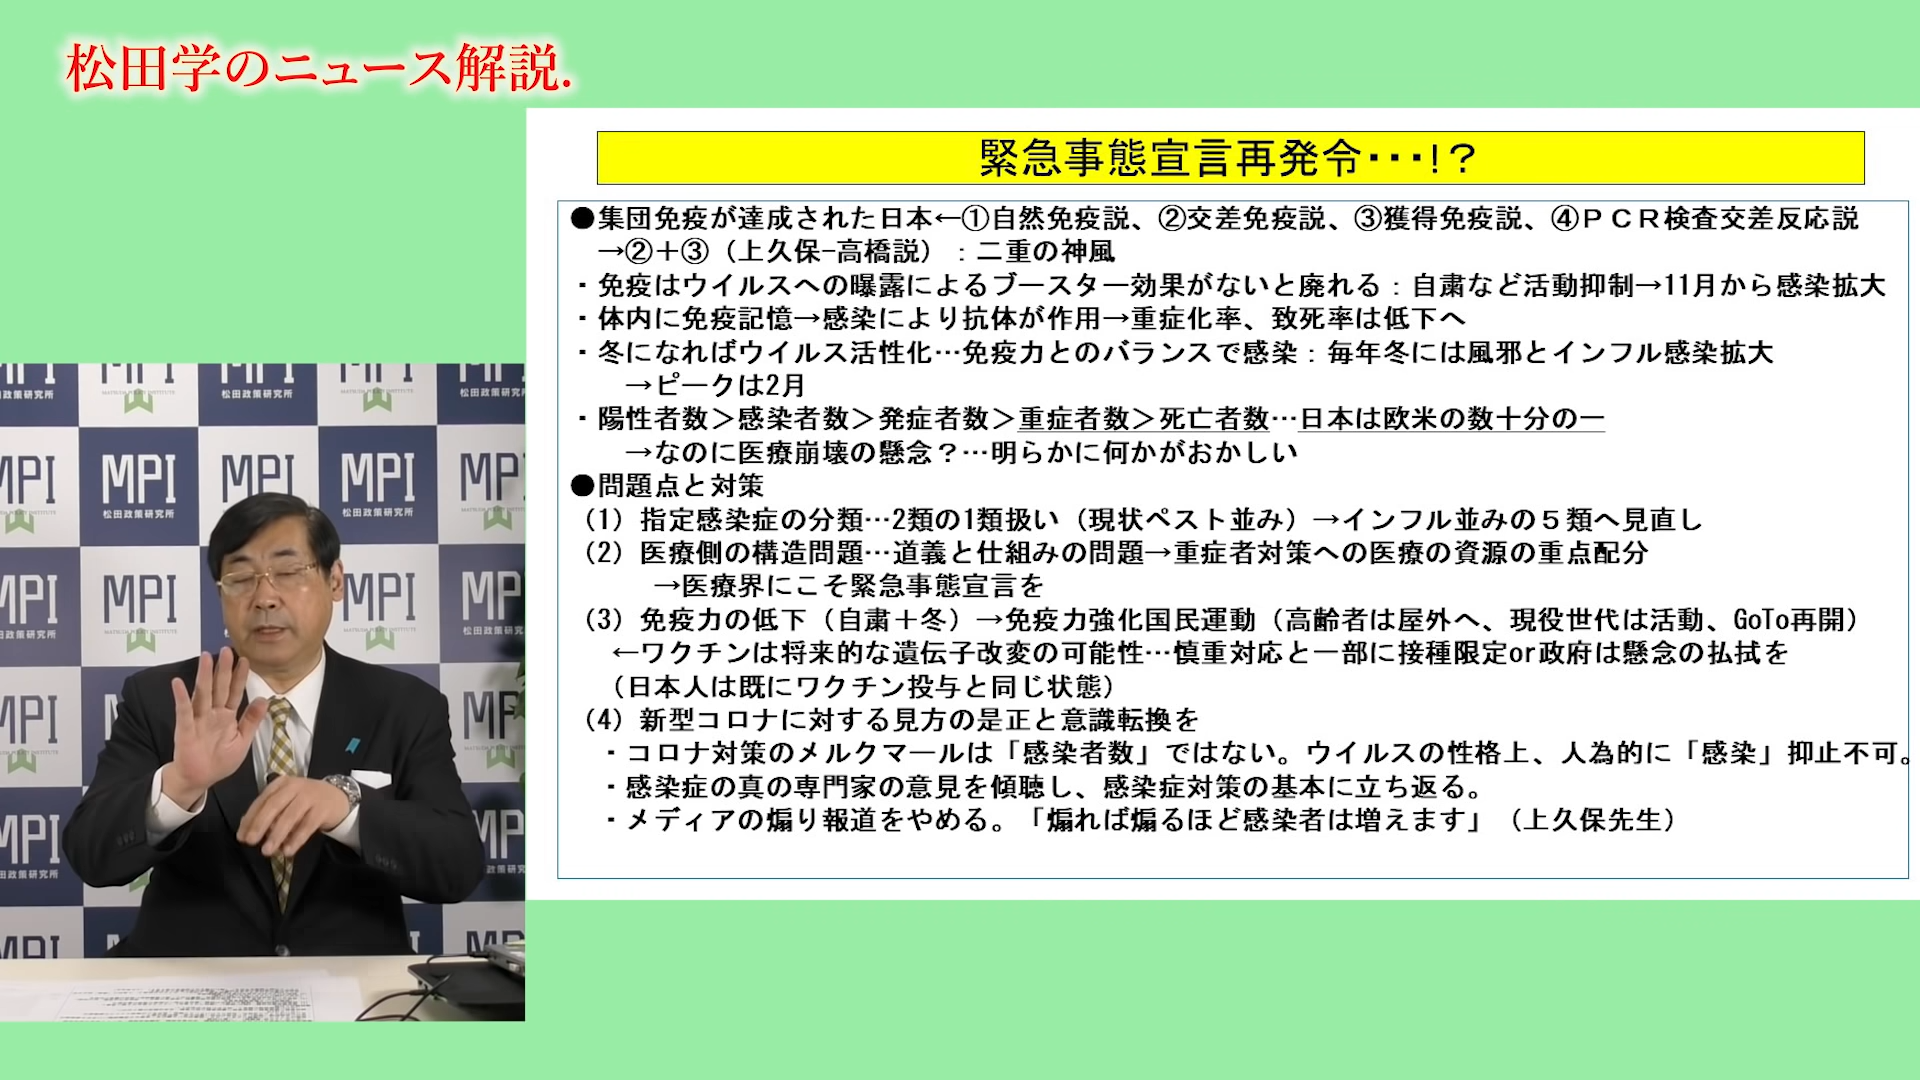 松田学のニュース解説.
緊急事態宣言再発令・・・!？
●集団免疫が達成された日本←①自然免疫説、②交差免疫説、③獲得免疫説、④ＰＣＲ検査交差反応説
→②＋③（上久保-高橋説）：二重の神風
・免疫はウイルスへの曝露によるブースター効果がないと廃れる：自粛など活動抑制→11月から感染拡大
・体内に免疫記憶→感染により抗体が作用→重症化率、致死率は低下へ
・冬になればウイルス活性化…免疫力とのバランスで感染：毎年冬には風邪とインフル感染拡大
→ピークは2月
・陽性者数＞感染者数＞発症者数＞重症者数＞死亡者数…日本は欧米の数十分の一
→なのに医療崩壊の懸念？…明らかに何かがおかしい
●問題点と対策
（1）指定感染症の分類…2類の1類扱い（現状ペスト並み）→インフル並みの５類へ見直し
（2）医療側の構造問題…道義と仕組みの問題→重症者対策への医療の資源の重点配分
→医療界にこそ緊急事態宣言を
（3）免疫力の低下（自粛＋冬）→免疫力強化国民運動（高齢者は屋外へ、現役世代は活動、GoTo再開）
←ワクチンは将来的な遺伝子改変の可能性…慎重対応と一部に接種限定or政府は懸念の払拭を
（日本人は既にワクチン投与と同じ状態）
（4）新型コロナに対する見方の是正と意識転換を
・コロナ対策のメルクマールは「感染者数」ではない。ウイルスの性格上、人為的に「感染」抑止不可。
・感染症の真の専門家の意見を傾聴し、感染症対策の基本に立ち返る。
・メディアの煽り報道をやめる。「煽れば煽るほど感染者は増えます」（上久保先生）
MPI
松田政策研究所
MATSUDA POLICY INSTITUTE